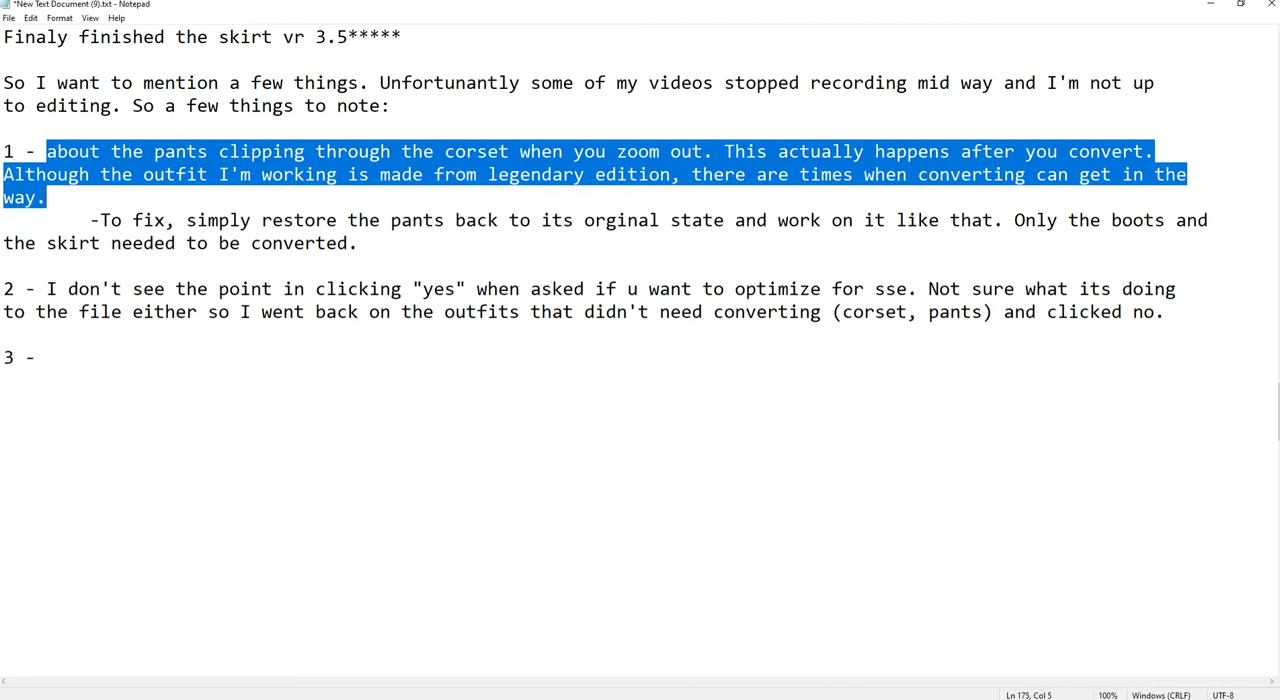 *New Text Document (9).txt - Notepad
File Edit Format View Help
Finaly finished the skirt vr 3.5*****
So I want to mention a few things. Unfortunantly some of my videos stopped recording mid way and I'm not up
to editing. So a few things to note:
1 - about the pants clipping through the corset when you zoom out. This actually happens after you convert.
Although the outfit I'm working is made from legendary edition, there are times when converting can get in the
way.
-To fix, simply restore the pants back to its orginal state and work on it like that. Only the boots and
the skirt needed to be converted.
2 - I don't see the point in clicking "yes" when asked if u want to optimize for sse. Not sure what its doing
to the file either so I went back on the outfits that didn't need converting (corset, pants) and clicked no.
3 -
Ln 175, Col 5 100% Windows (CRLF) UTF-8